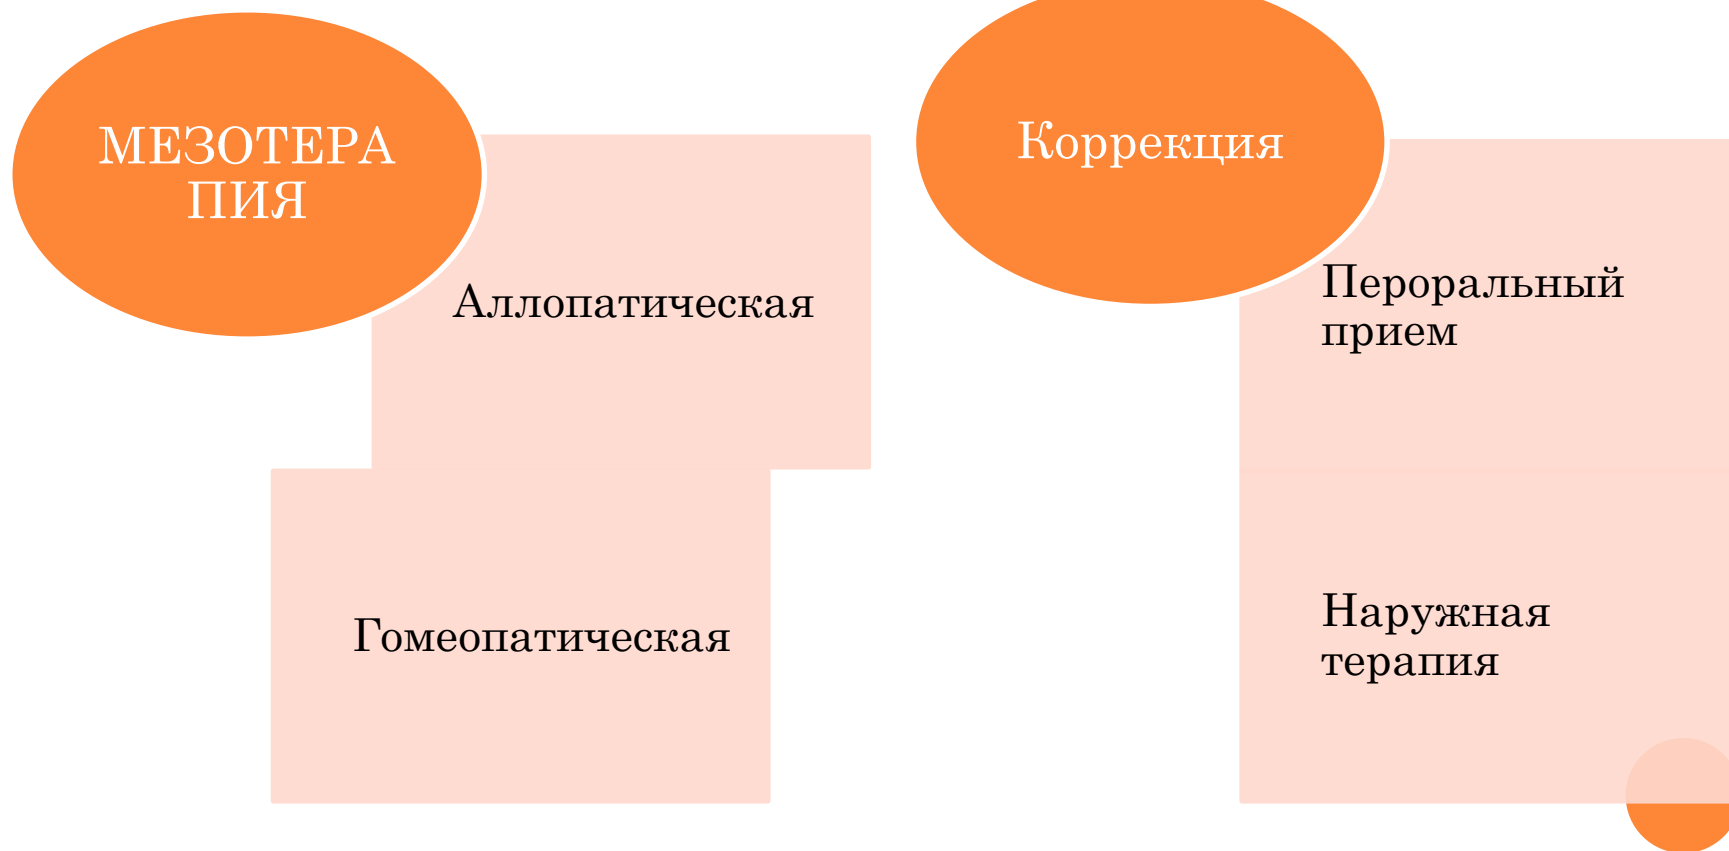 МЕЗОТЕРА
ПИЯ
Аллопатическая
Гомеопатическая
Коррекция
Пероральный
прием
Наружная
терапия